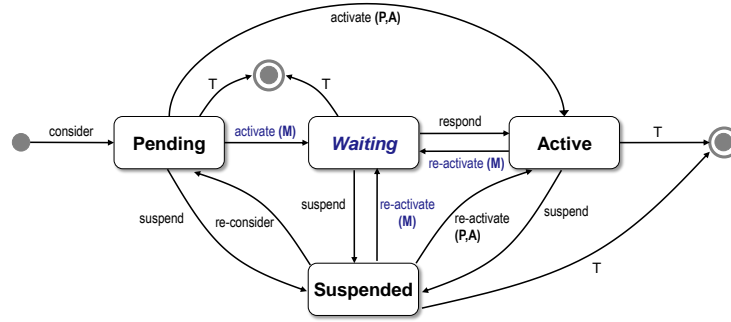 activate (P,A)
T
T
consider
Pending
activate (M)
Waiting
respond
re-activate (M)
Active
T
suspend
re-consider
suspend
re-activate
(M)
re-activate
(P,A)
suspend
T
Suspended